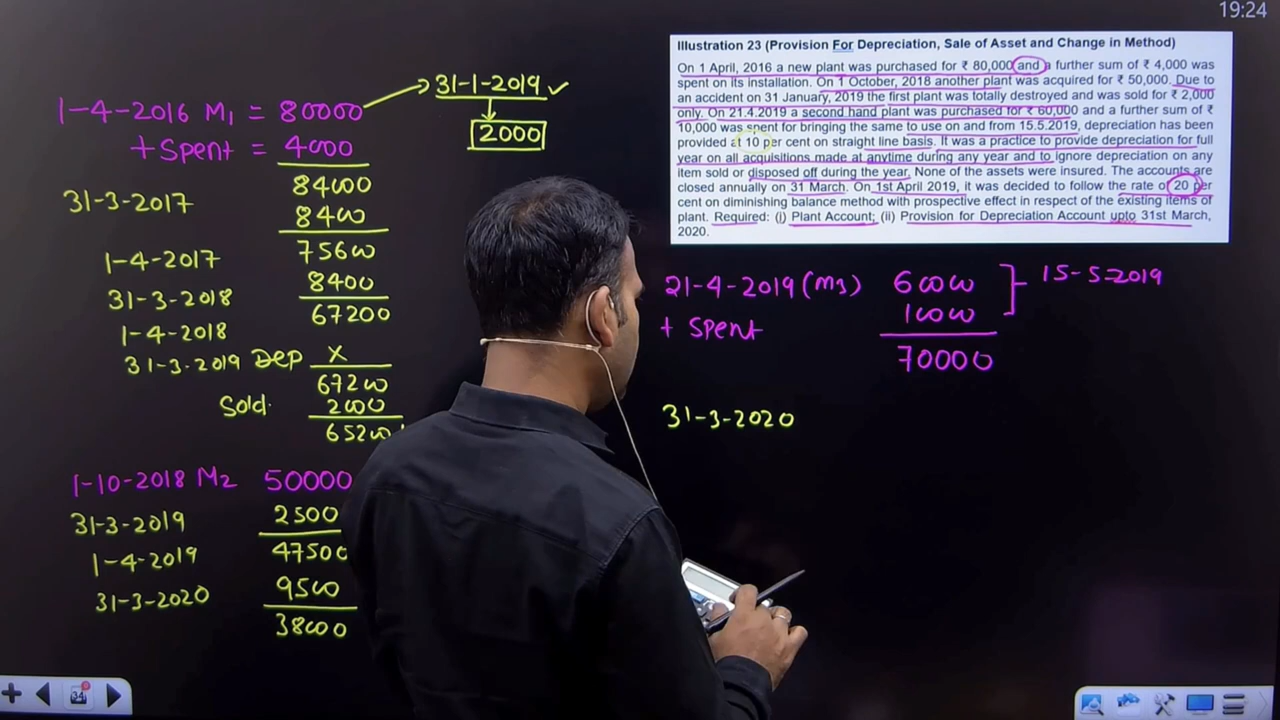 19:24
Illustration 23 (Provision For Depreciation, Sale of Asset and Change in Method)
On 1 April, 2016 a new plant was purchased for ₹ 80,000 and a further sum of ₹ 4,000 was
spent on its installation. On 1 October, 2018 another plant was acquired for ₹ 50,000. Due to
an accident on 31 January, 2019 the first plant was totally destroyed and was sold for ₹ 2,000
only. On 21.4.2019 a second hand plant was purchased for ₹ 60,000 and a further sum of ₹
10,000 was spent for bringing the same to use on and from 15.5.2019, depreciation has been
provided at 10 per cent on straight line basis. It was a practice to provide depreciation for full
year on all acquisitions made at anytime during any year and to ignore depreciation on any
item sold or disposed off during the year. None of the assets were insured. The accounts are
closed annually on 31 March. On 1st April 2019, it was decided to follow the rate of 20 per
cent on diminishing balance method with prospective effect in respect of the existing items of
plant. Required: (i) Plant Account; (ii) Provision for Depreciation Account upto 31st March,
2020.
1-4-2016 M1 = 80000
31-1-2019 ✓
2000
+ Spent = 4000
84000
31-3-2017 8400
75600
1-4-2017
31-3-2018 8400
67200
1-4-2018
31-3-2019 Dep X
67200
Sold 2000
65200
1-10-2018 M2 50000
31-3-2019 2500
1-4-2019 47500
31-3-2020 9500
38000
21-4-2019 (M3) 60000
15-5-2019
+ Spent 10000
70000
31-3-2020
34